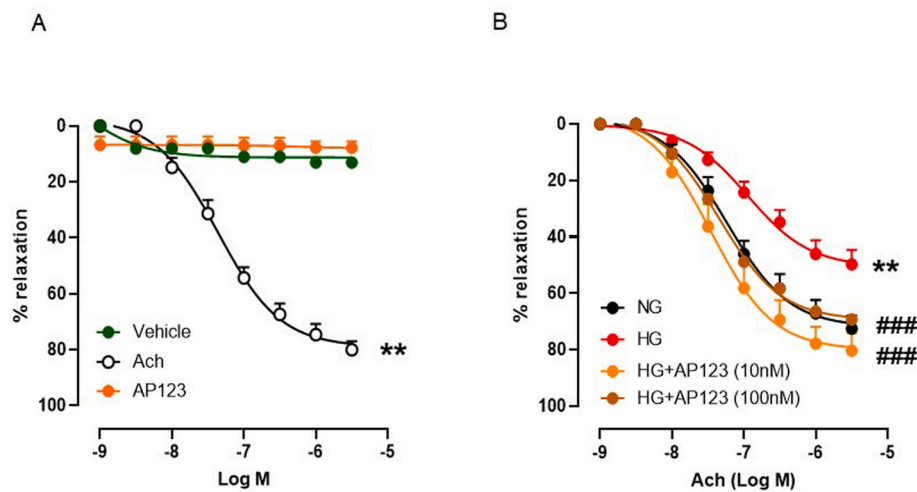 A
0
20
40
60
80
100
% relaxation
Vehicle
Ach
AP123
**
-9
-8
-7
-6
-5
Log M
B
0
20
40
60
80
100
% relaxation
NG
HG
HG+AP123 (10nM)
HG+AP123 (100nM)
**
###
###
-9
-8
-7
-6
-5
Ach (Log M)